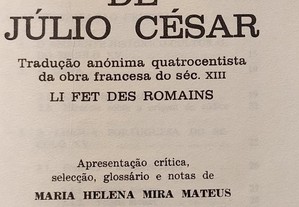 DE
JÚLIO CÉSAR
Tradução anónima quatrocentista
da obra francesa do séc. XIII
LI FET DES ROMAINS
Apresentação crítica,
selecção, glossário e notas de
MARIA HELENA MIRA MATEUS